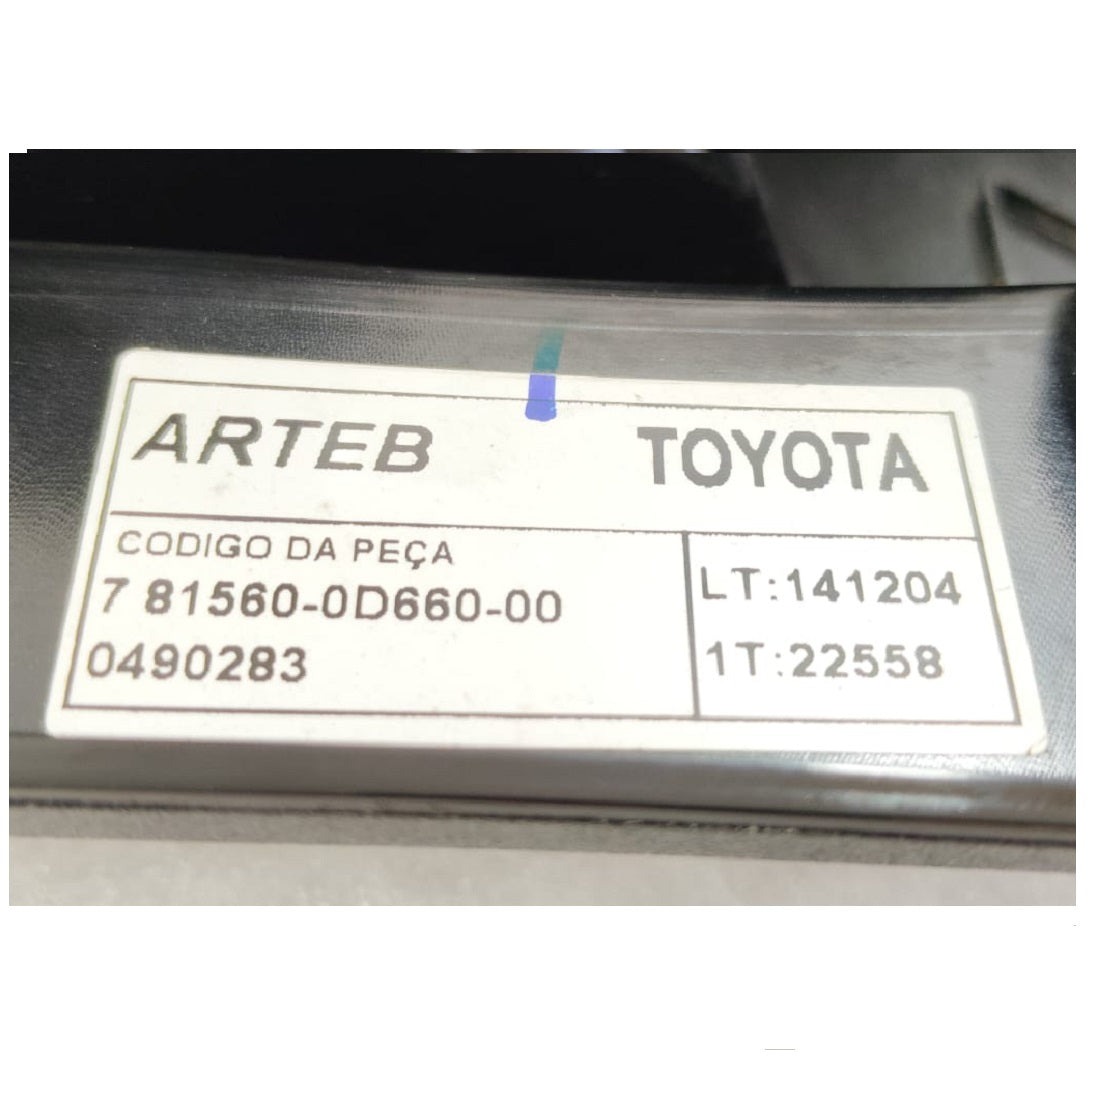 ARTEB TOYOTA
CODIGO DA PEÇA
7 81560-0D660-00
0490283
LT:141204
1T:22558